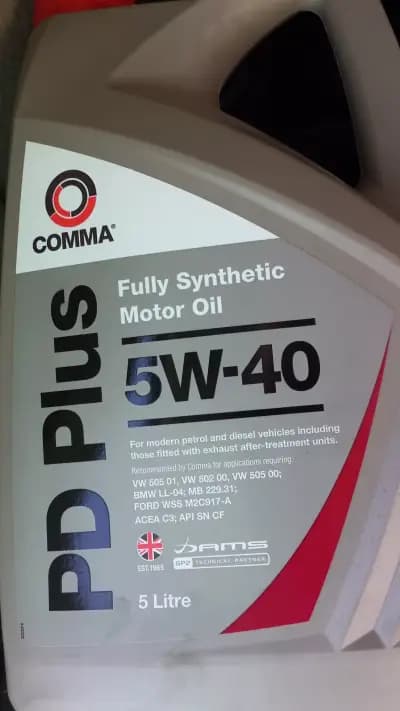 COMMA®
PD Plus
Fully Synthetic
Motor Oil
5W-40
For modern petrol and diesel vehicles including
those fitted with exhaust after-treatment units.
Recommended by Comma for applications requiring:
VW 505 01, VW 502 00, VW 505 00;
BMW LL-04; MB 229.31;
FORD WSS M2C917-A
ACEA C3; API SN CF
EST.1965
DAMS
GP2 TECHNICAL PARTNER
5 Litre